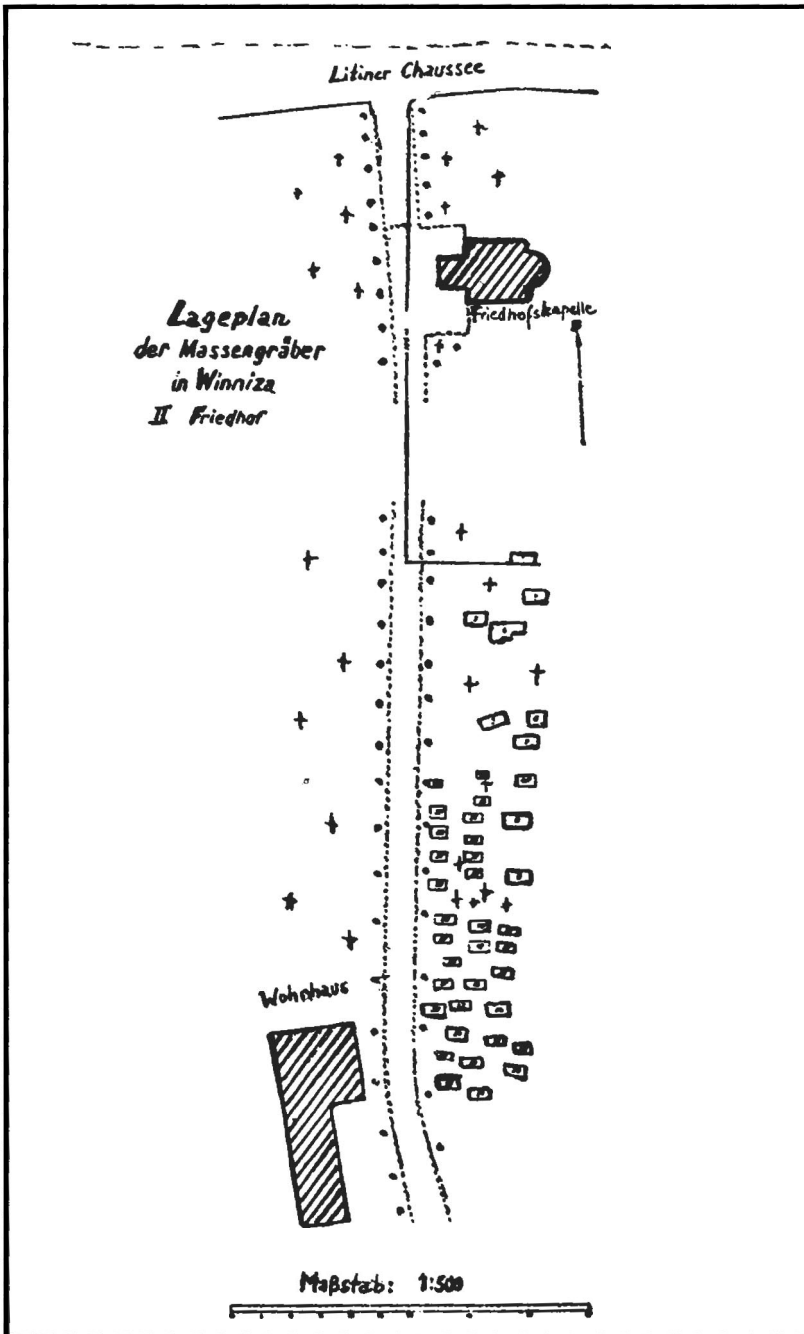 Litiner Chaussee
Friedhofskapelle
Lageplan
der Massengräber
in Winniza
II Friedhof
Wohnhaus
Maßstab: 1:500